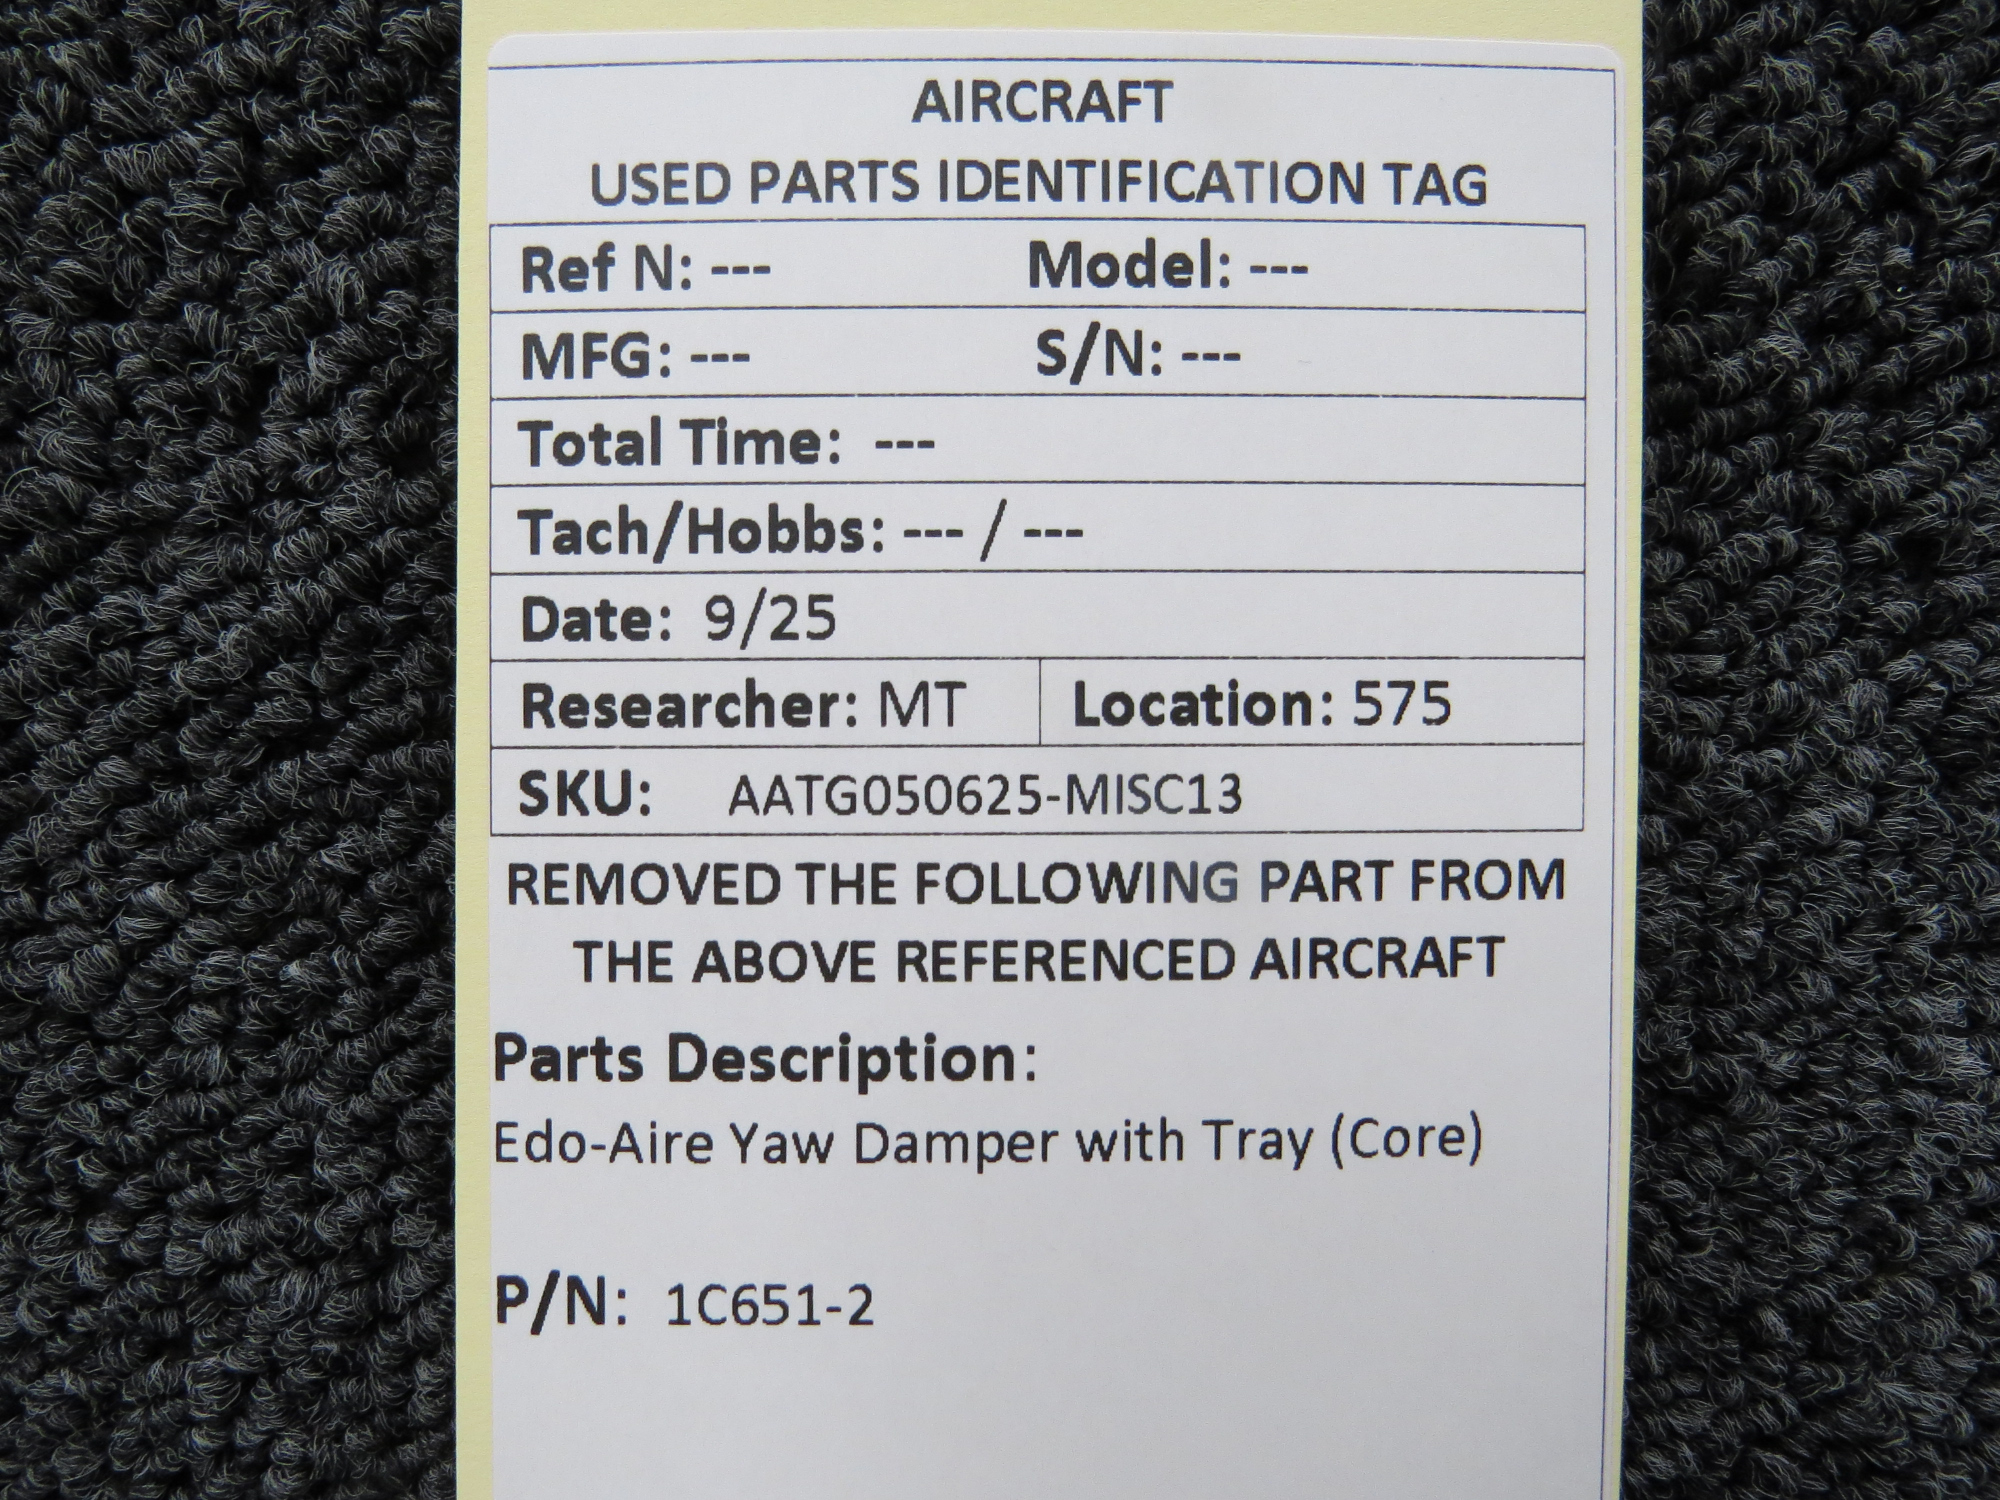 AIRCRAFT
USED PARTS IDENTIFICATION TAG
Ref N: --- Model: ---
MFG: --- S/N: ---
Total Time: ---
Tach/Hobbs: --- / ---
Date: 9/25
Researcher: MT Location: 575
SKU: AATG050625-MISC13
REMOVED THE FOLLOWING PART FROM
THE ABOVE REFERENCED AIRCRAFT
Parts Description:
Edo-Aire Yaw Damper with Tray (Core)
P/N: 1C651-2